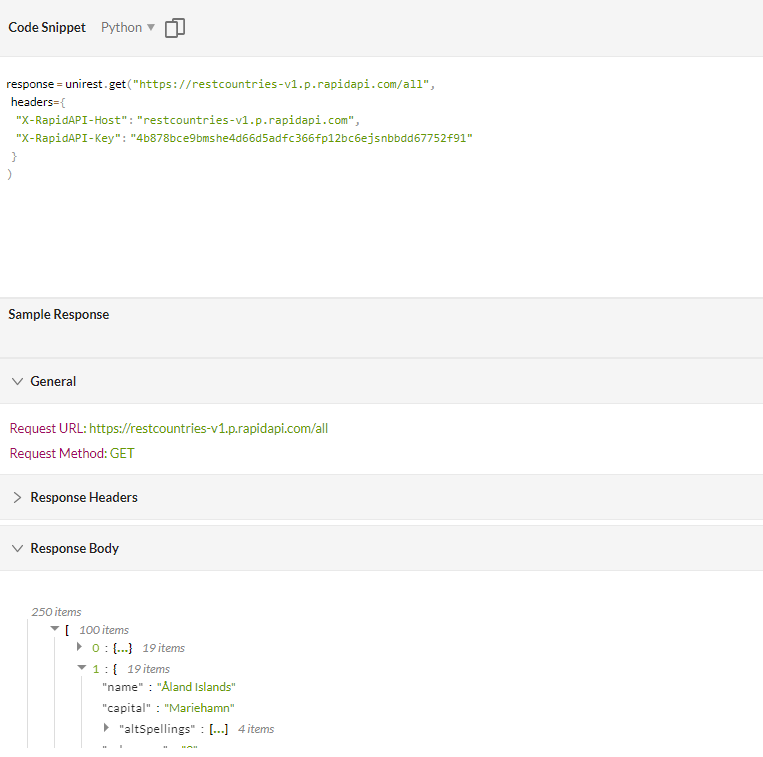 Code Snippet Python
response = unirest.get("https://restcountries-v1.p.rapidapi.com/all",
headers={
"X-RapidAPI-Host": "restcountries-v1.p.rapidapi.com",
"X-RapidAPI-Key": "4b878bce9bmshe4d66d5adfc366fp12bc6ejsnbbdd67752f91"
}
)
Sample Response
General
Request URL: https://restcountries-v1.p.rapidapi.com/all
Request Method: GET
Response Headers
Response Body
250 items
[ 100 items
0 : {...} 19 items
1 : { 19 items
"name" : "Åland Islands"
"capital" : "Mariehamn"
"altSpellings" : [...] 4 items